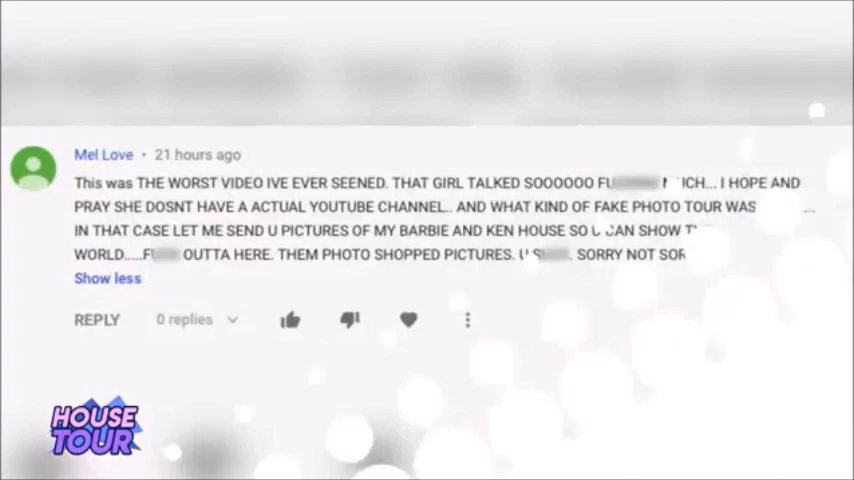 Mel Love • 21 hours ago
This was THE WORST VIDEO IVE EVER SEENED. THAT GIRL TALKED SOOOOOO I HOPE AND
PRAY SHE DOSNT HAVE A ACTUAL YOUTUBE CHANNEL.. AND WHAT KIND OF FAKE PHOTO TOUR WAS
IN THAT CASE LET ME SEND U PICTURES OF MY BARBIE AND KEN HOUSE SO U CAN SHOW
WORLD..... OUTTA HERE. THEM PHOTO SHOPPED PICTURES. U SORRY NOT
Show less
REPLY 0 replies
HOUSE
TOUR